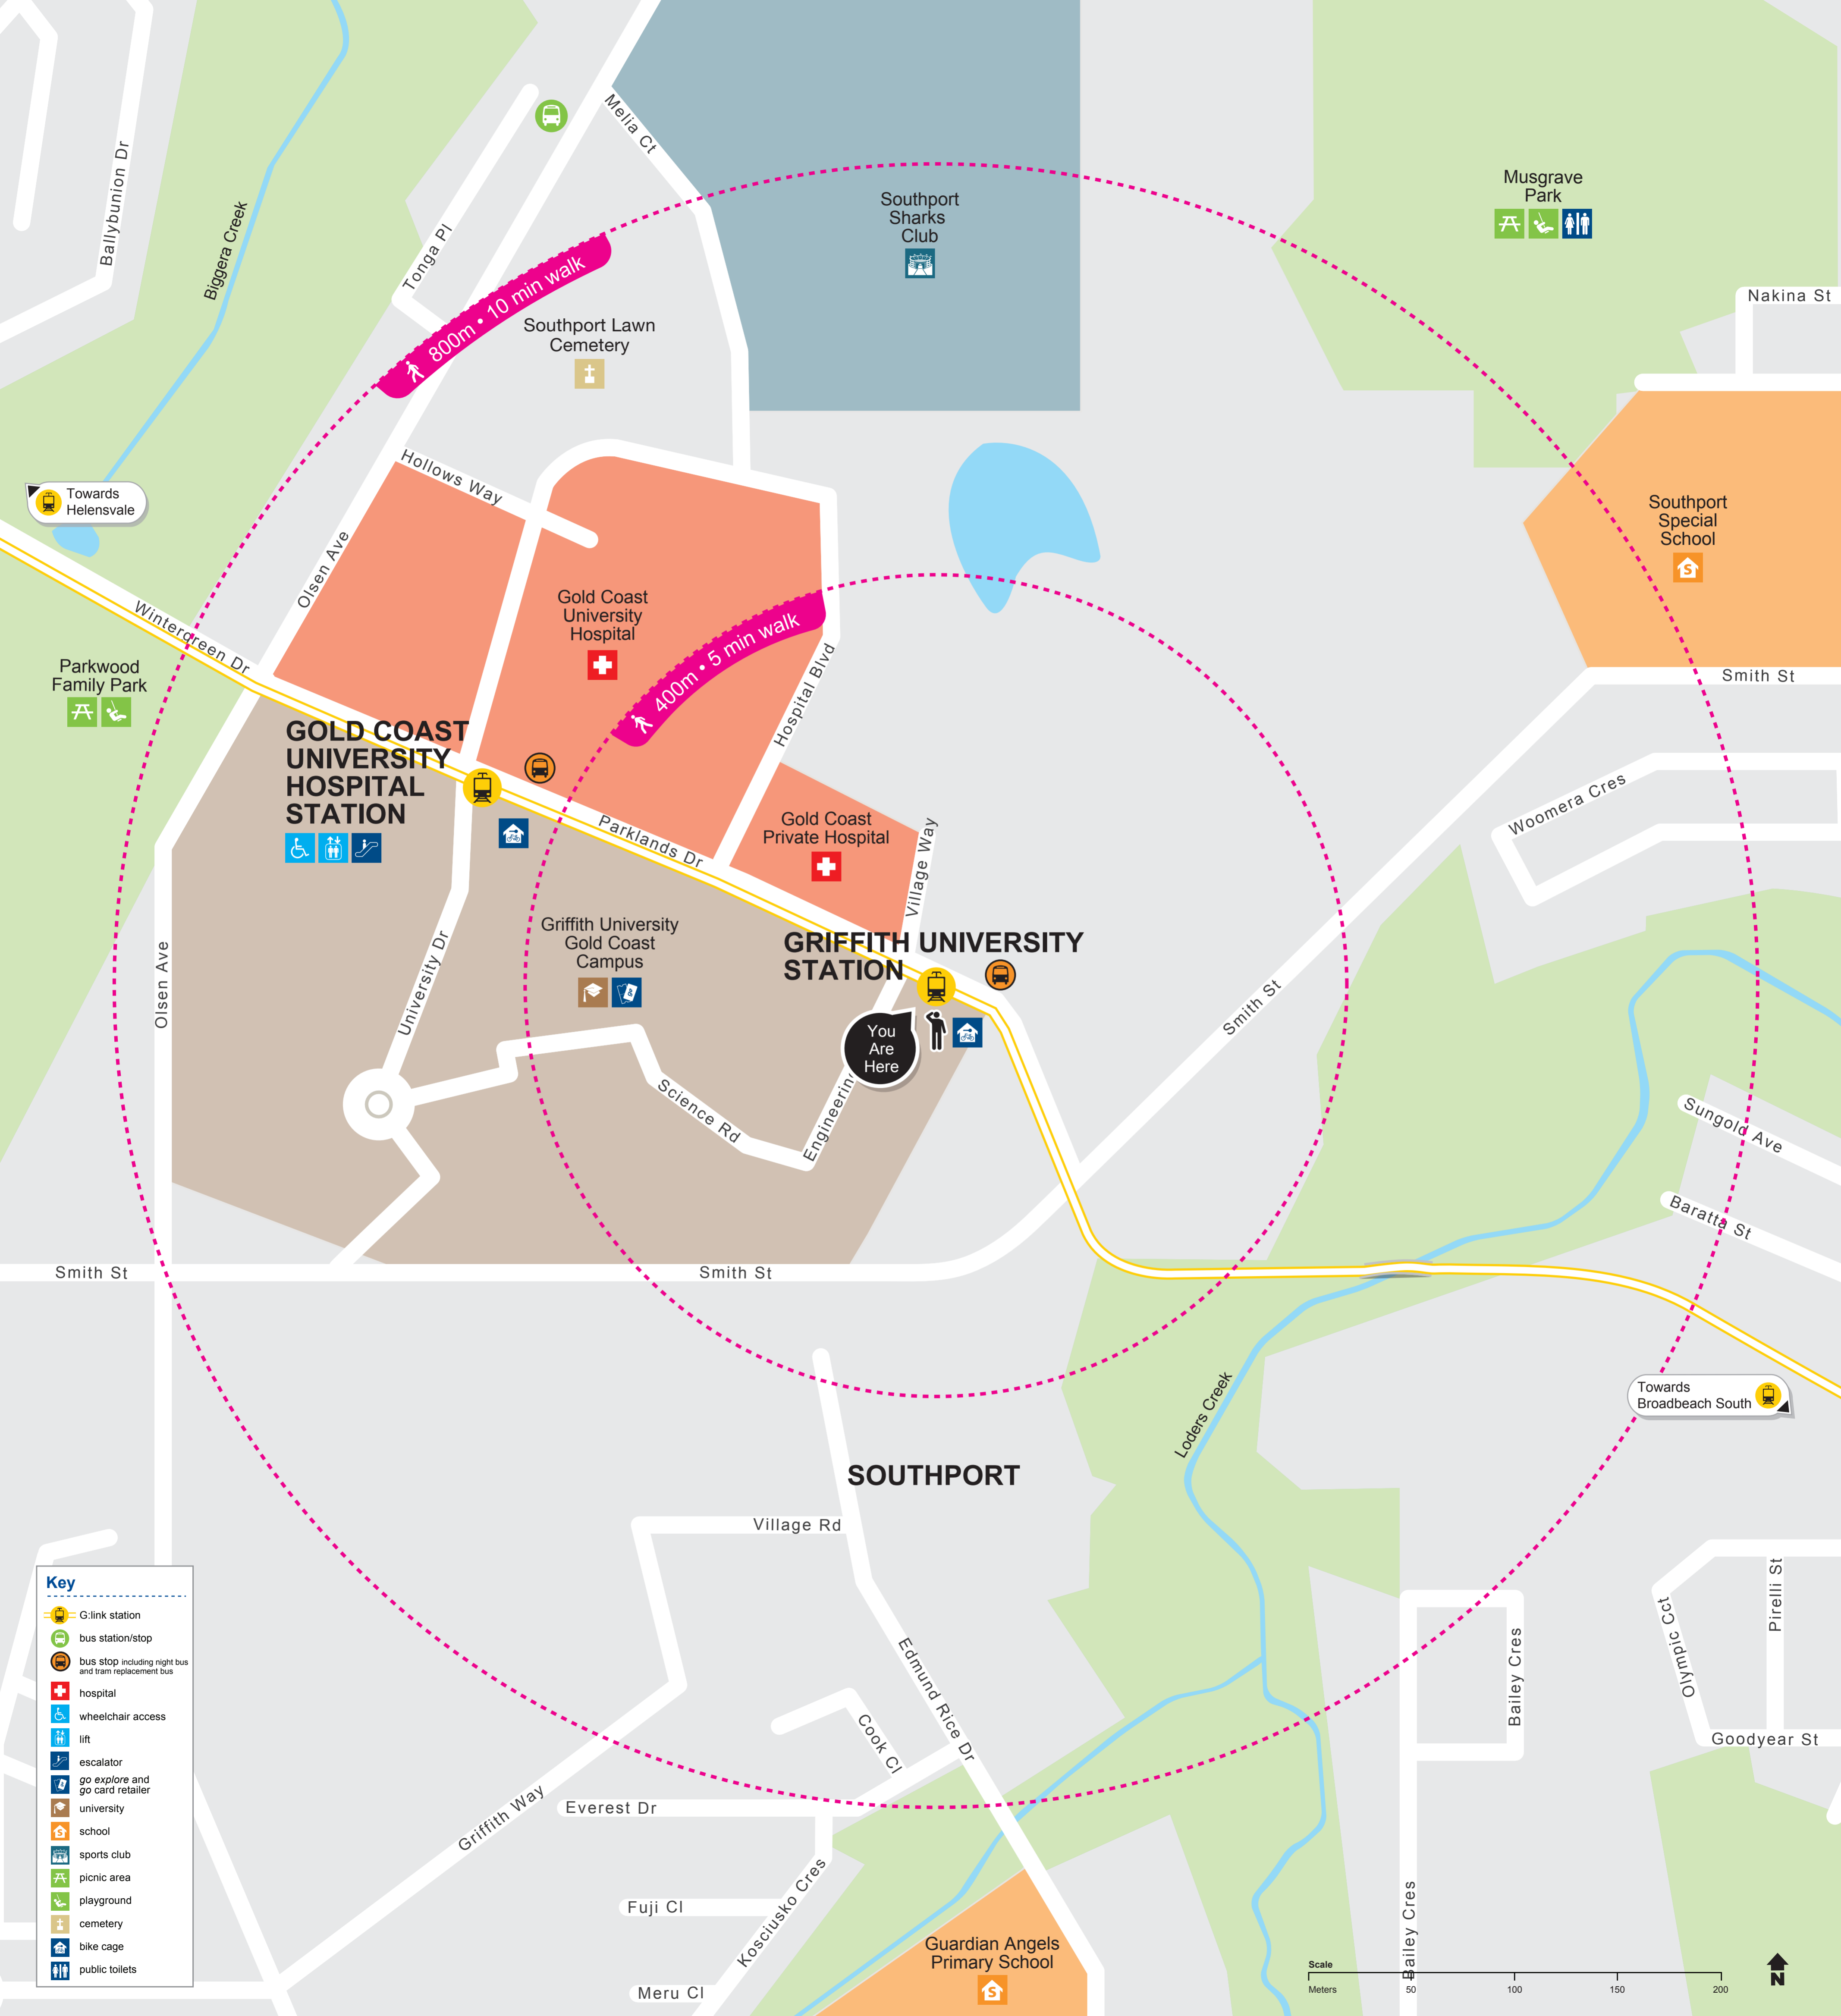 Melia Ct
Ballybunion Dr
Biggera Creek
Tonga Pl
Southport
Sharks
Club
Musgrave
Park
Nakina St
800m • 10 min walk
Southport Lawn
Cemetery
Hollows Way
Towards
Helensvale
Olsen Ave
Southport
Special
School
S
Smith St
Wintergreen Dr
Gold Coast
University
Hospital
400m • 5 min walk
Hospital Blvd
Parkwood
Family Park
GOLD COAST
UNIVERSITY
HOSPITAL
STATION
Woomera Cres
Parklands Dr
Gold Coast
Private Hospital
Village Way
Griffith University
Gold Coast
Campus
GRIFFITH UNIVERSITY
STATION
Olsen Ave
University Dr
Smith St
You
Are
Here
Science Rd
Engineering
Sungold Ave
Baratta St
Smith St
Smith St
Loders Creek
Towards
Broadbeach South
SOUTHPORT
Village Rd
Edmund Rice Dr
Cook Cl
Everest Dr
Griffith Way
Fuji Cl
Kosciusko Cres
Meru Cl
Guardian Angels
Primary School
S
Bailey Cres
Bailey Cres
Olympic Cct
Pirelli St
Goodyear St
Key
G:link station
bus station/stop
bus stop including night bus
and tram replacement bus
hospital
wheelchair access
lift
escalator
go explore and
go card retailer
university
S school
sports club
picnic area
playground
cemetery
bike cage
public toilets
Scale
Meters 50 100 150 200
N